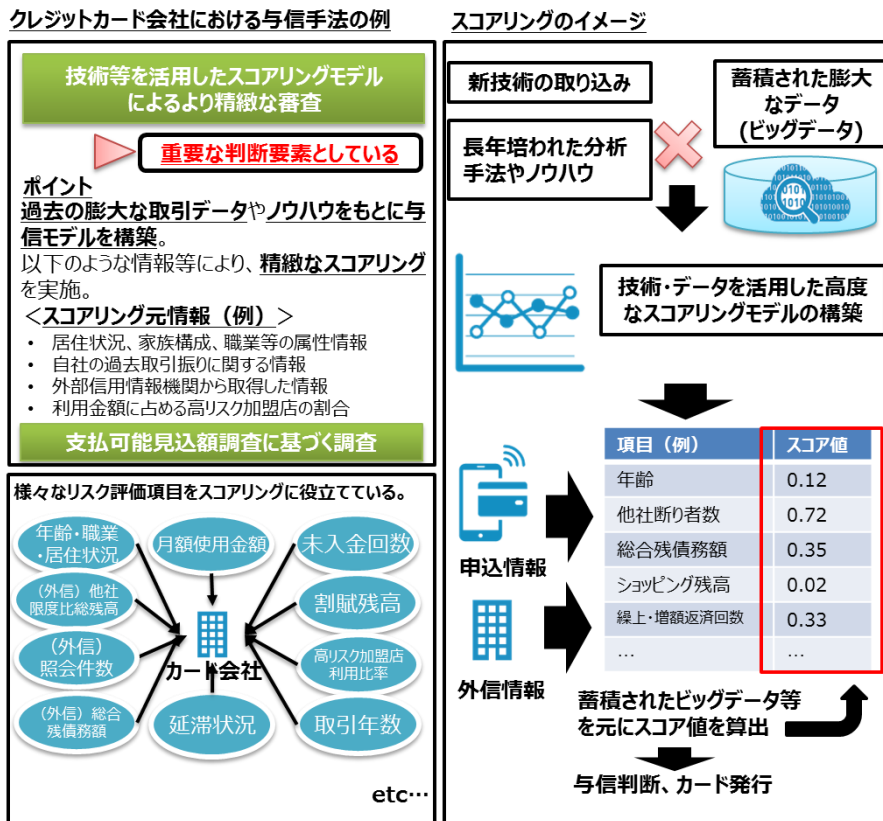 クレジットカード会社における与信手法の例
技術等を活用したスコアリングモデル
によるより精緻な審査
重要な判断要素としている
ポイント
過去の膨大な取引データやノウハウをもとに与
信モデルを構築。
以下のような情報等により、精緻なスコアリング
を実施。
＜スコアリング元情報（例）＞
• 居住状況、家族構成、職業等の属性情報
• 自社の過去取引振りに関する情報
• 外部信用情報機関から取得した情報
• 利用金額に占める高リスク加盟店の割合
支払可能見込額調査に基づく調査
様々なリスク評価項目をスコアリングに役立てている。
年齢・職業
・居住状況
月額使用金額
未入金回数
（外信）他社
限度比総残高
割賦残高
（外信）
照会件数
カード会社
高リスク加盟店
利用比率
（外信）総合
残債務額
延滞状況
取引年数
etc…
スコアリングのイメージ
新技術の取り込み
長年培われた分析
手法やノウハウ
蓄積された膨大
なデータ
(ビッグデータ)
技術・データを活用した高度
なスコアリングモデルの構築
申込情報
外信情報
項目（例） スコア値
年齢 0.12
他社断り者数 0.72
総合残債務額 0.35
ショッピング残高 0.02
繰上・増額返済回数 0.33
… …
蓄積されたビッグデータ等
を元にスコア値を算出
与信判断、カード発行